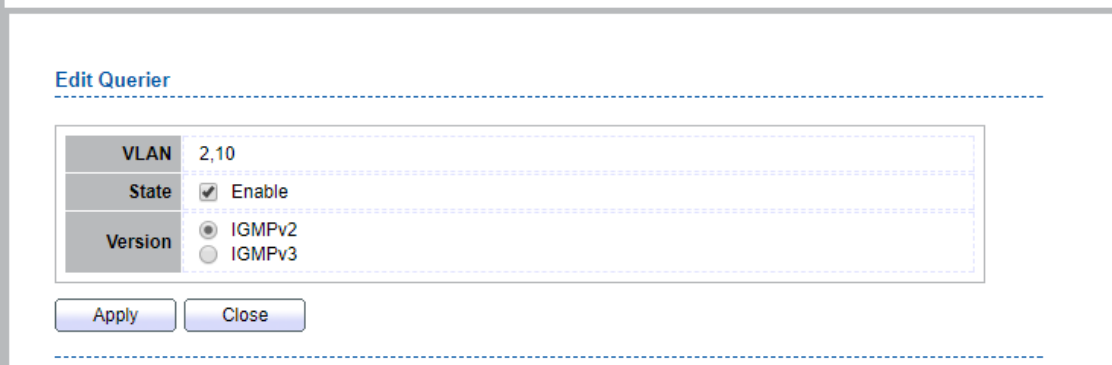 Edit Querier
VLAN 2,10
State Enable
Version IGMPv2
IGMPv3
Apply Close